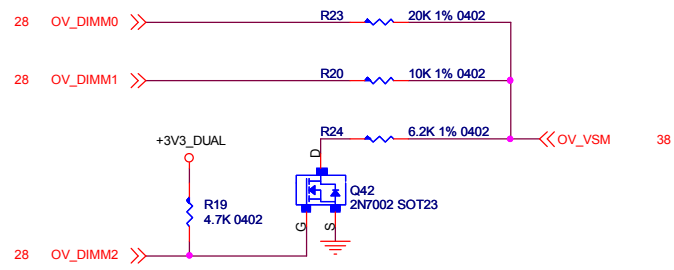 28 OV_DIMM0 R23 20K 1% 0402
28 OV_DIMM1 R20 10K 1% 0402
R24 6.2K 1% 0402
OV_VSM 38
+3V3_DUAL
D
Q42
2N7002 SOT23
R19
4.7K 0402
G S
28 OV_DIMM2